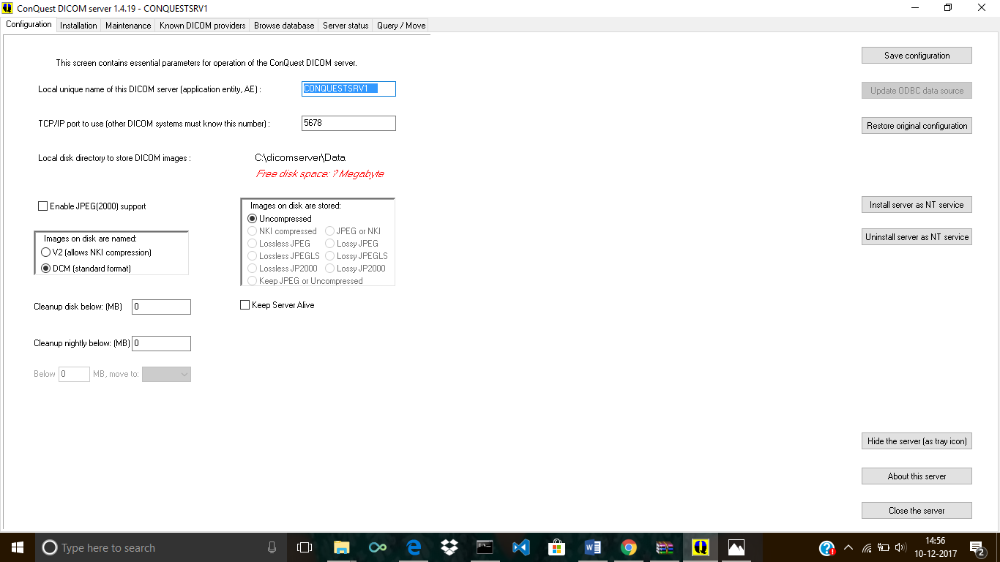 ConQuest DICOM server 1.4.19 - CONQUESTSRV1
Configuration Installation Maintenance Known DICOM providers Browse database Server status Query / Move
This screen contains essential parameters for operation of the ConQuest DICOM server.
Local unique name of this DICOM server (application entity, AE) : CONQUESTSRV1
TCP/IP port to use (other DICOM systems must know this number) : 5678
Local disk directory to store DICOM images : C:\dicomserver\Data
Free disk space: ? Megabyte
Enable JPEG(2000) support
Images on disk are named:
V2 (allows NKI compression)
DCM (standard format)
Images on disk are stored:
Uncompressed
NKI compressed JPEG or NKI
Lossless JPEG Lossy JPEG
Lossless JPEGLS Lossy JPEGLS
Lossless JP2000 Lossy JP2000
Keep JPEG or Uncompressed
Cleanup disk below: (MB) 0
Keep Server Alive
Cleanup nightly below: (MB) 0
Below 0 MB, move to:
Save configuration
Update ODBC data source
Restore original configuration
Install server as NT service
Uninstall server as NT service
Hide the server (as tray icon)
About this server
Close the server
Type here to search
14:56
10-12-2017
2